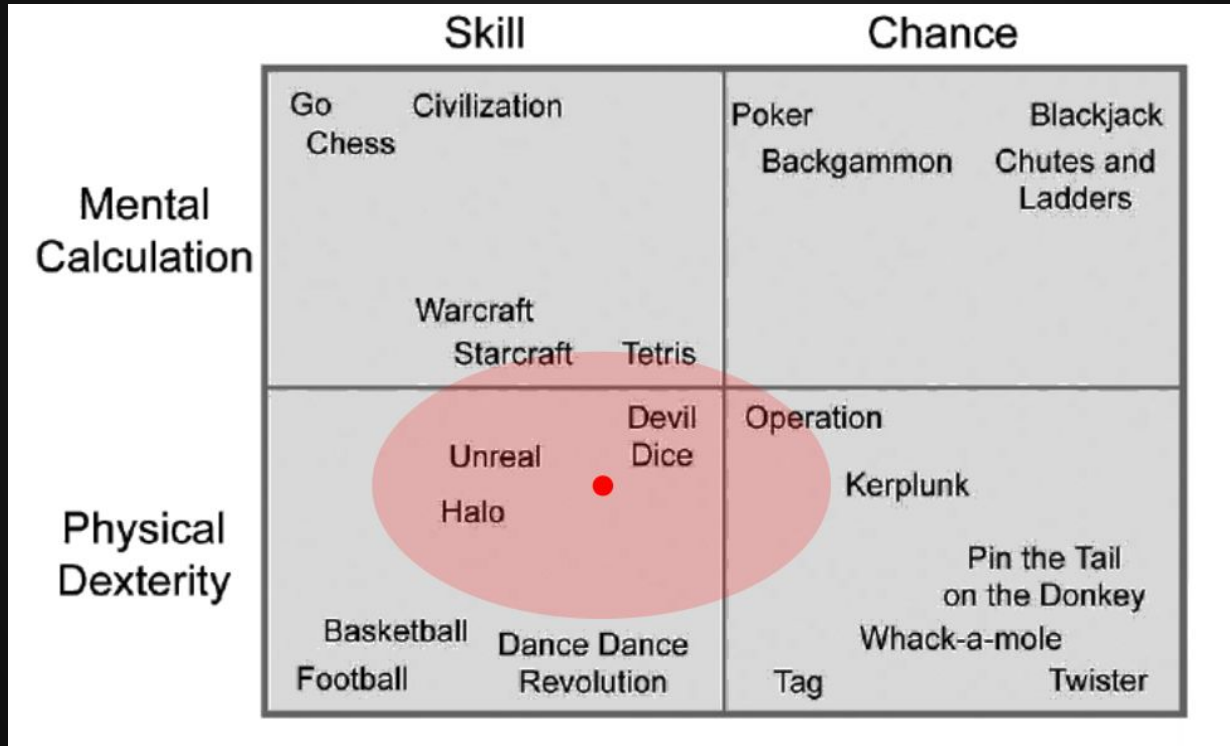 Skill Chance
Go Civilization
Chess
Poker Blackjack
Backgammon Chutes and
Ladders
Mental
Calculation
Warcraft
Starcraft Tetris
Devil
Dice
Operation
Unreal
Kerplunk
Halo
Physical
Dexterity
Pin the Tail
on the Donkey
Basketball
Dance Dance
Revolution
Whack-a-mole
Football
Tag Twister